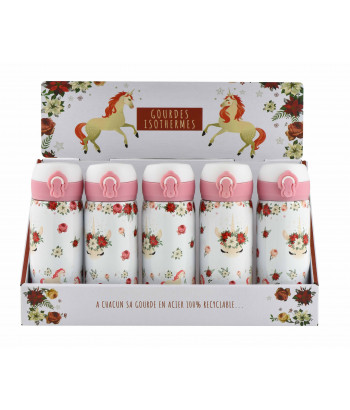 GOURDES
ISOTHERMES
A CHACUN SA GOURDE EN ACIER 100% RECYCLABLE...